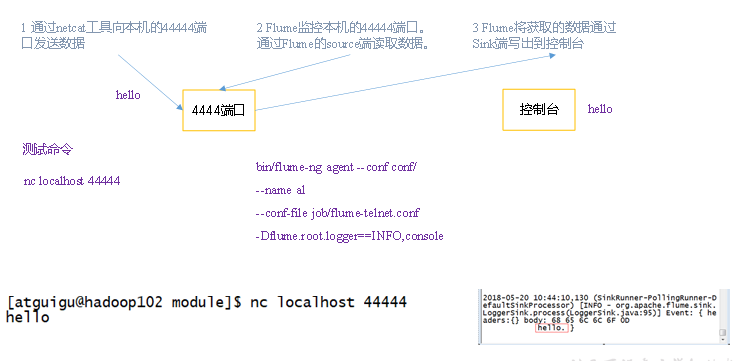 1 通过netcat工具向本机的44444端
口发送数据
2 Flume监控本机的44444端口。
通过Flume的source端读取数据。
3 Flume将获取的数据通过
Sink端写出到控制台
hello
4444端口
控制台
hello
测试命令
nc localhost 44444
bin/flume-ng agent --conf conf/
--name a1
--conf-file job/flume-telnet.conf
-Dflume.root.logger==INFO,console
[atguigu@hadoop102 module]$ nc localhost 44444
hello
2018-05-20 10:44:10,130 (SinkRunner-PollingRunner-D
efaultSinkProcessor) [INFO - org.apache.flume.sink.
LoggerSink.process(LoggerSink.java:95)] Event: { he
aders:{} body: 68 65 6C 6C 6F 0D
hello. }